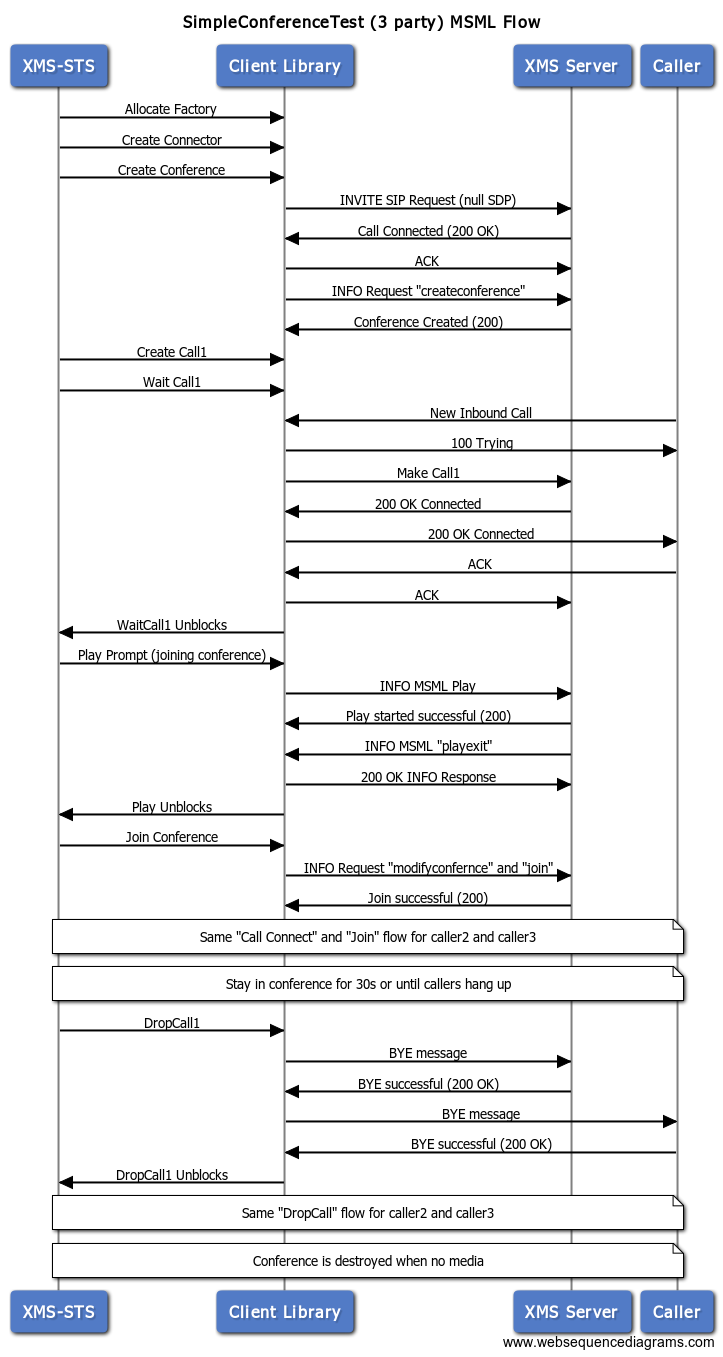 SimpleConferenceTest (3 party) MSML Flow
XMS-STS
Client Library
XMS Server
Caller
Allocate Factory
Create Connector
Create Conference
INVITE SIP Request (null SDP)
Call Connected (200 OK)
ACK
INFO Request "createconference"
Conference Created (200)
Create Call1
Wait Call1
New Inbound Call
100 Trying
Make Call1
200 OK Connected
200 OK Connected
ACK
ACK
WaitCall1 Unblocks
Play Prompt (joining conference)
INFO MSML Play
Play started successful (200)
INFO MSML "playexit"
200 OK INFO Response
Play Unblocks
Join Conference
INFO Request "modifyconfernce" and "join"
Join successful (200)
Same "Call Connect" and "Join" flow for caller2 and caller3
Stay in conference for 30s or until callers hang up
DropCall1
BYE message
BYE successful (200 OK)
BYE message
BYE successful (200 OK)
DropCall1 Unblocks
Same "DropCall" flow for caller2 and caller3
Conference is destroyed when no media
XMS-STS
Client Library
XMS Server
Caller
www.websequencediagrams.com